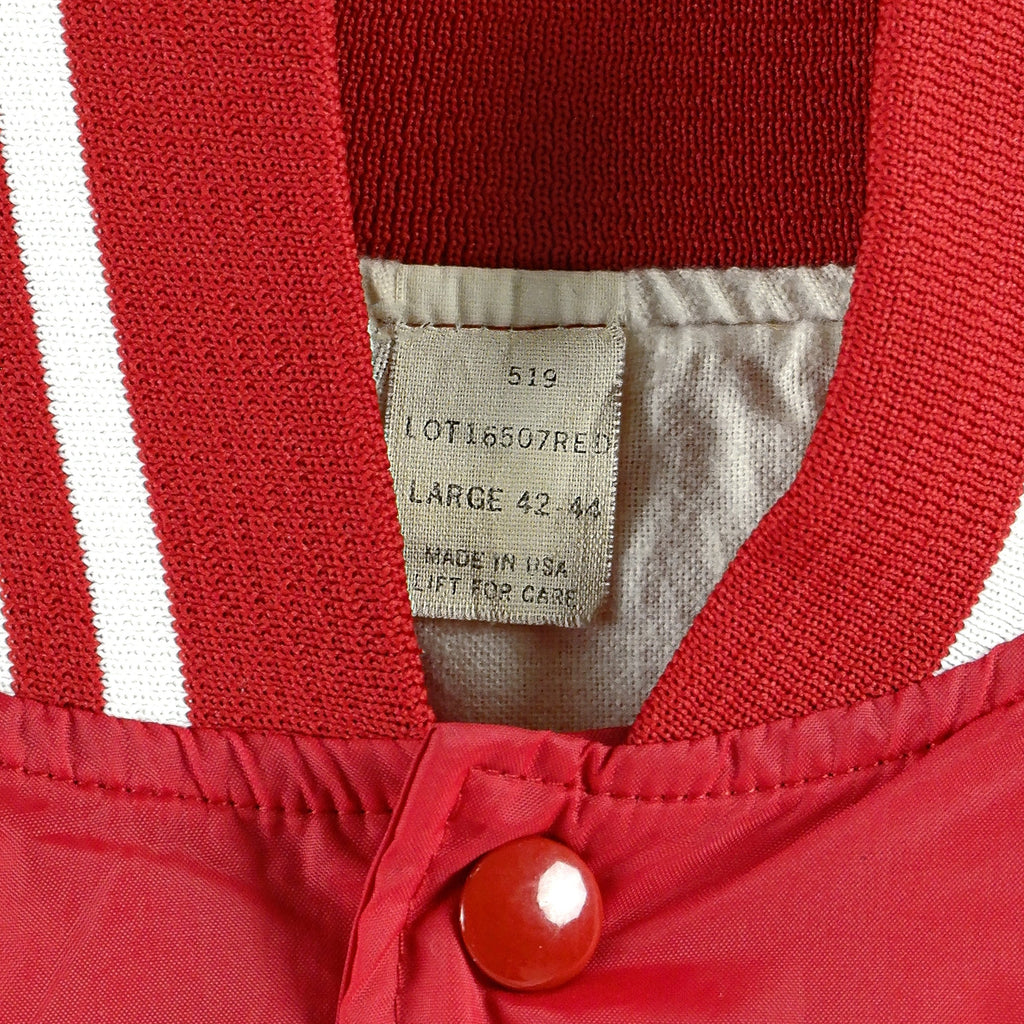 519
LOT16507RED
LARGE 42-44
MADE IN USA
LIFT FOR CARE